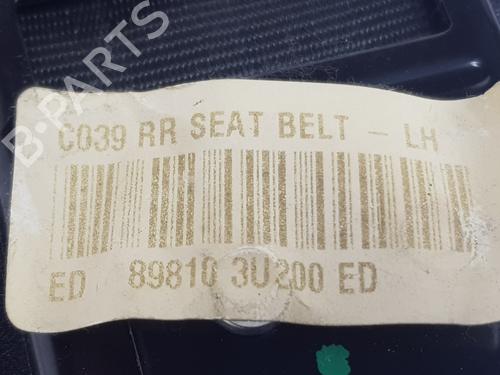 B-PARTS
C039 RR SEAT BELT - LH
ED 89810 3U200 ED